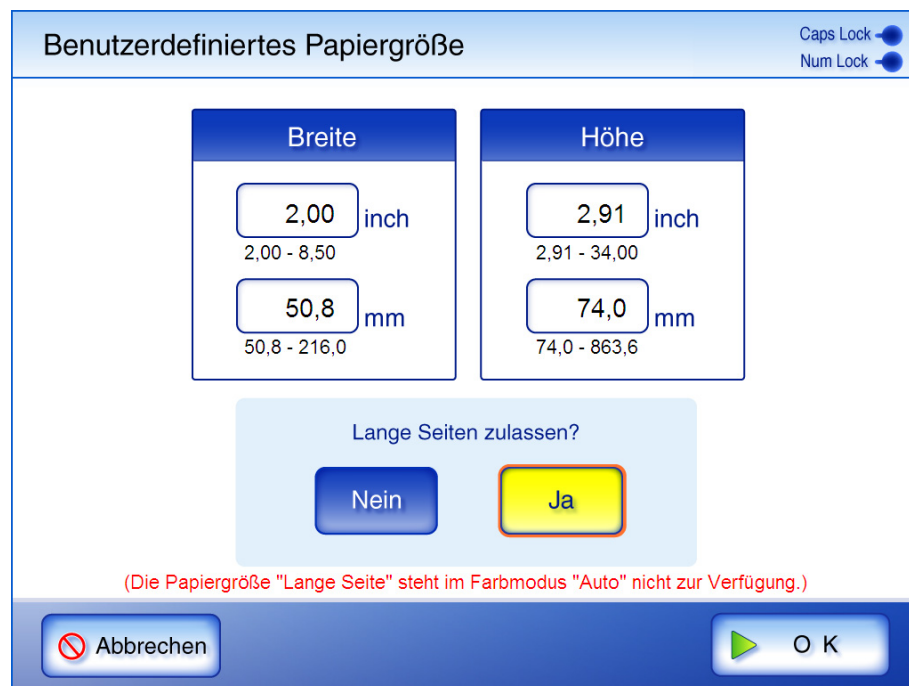 Benutzerdefiniertes Papiergröße
Caps Lock
Num Lock
Breite
2,00 inch
2,00 - 8,50
50,8 mm
50,8 - 216,0
Höhe
2,91 inch
2,91 - 34,00
74,0 mm
74,0 - 863,6
Lange Seiten zulassen?
Nein
Ja
(Die Papiergröße "Lange Seite" steht im Farbmodus "Auto" nicht zur Verfügung.)
Abbrechen
O K